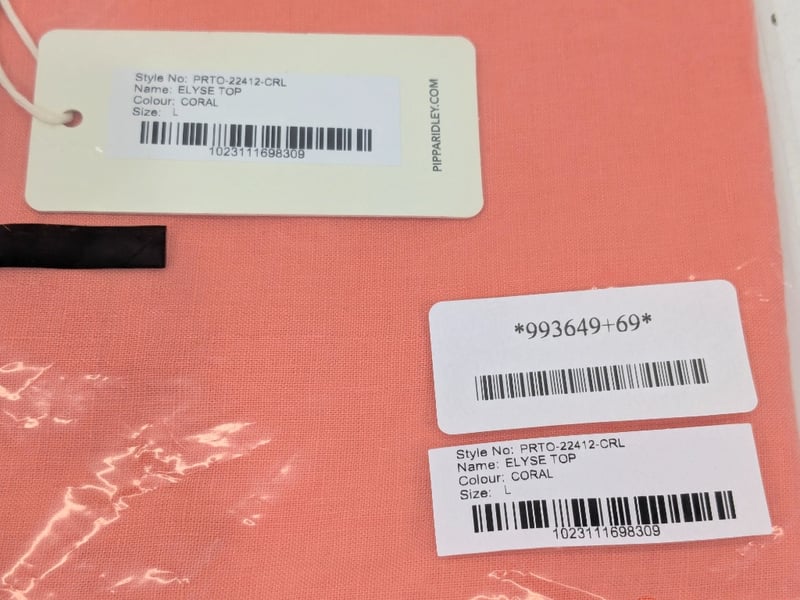 Style No: PRTO-22412-CRL
Name: ELYSE TOP
Colour: CORAL
Size: L
1023111698309
PIPPARIDLEY.COM
*993649+69*
Style No: PRTO-22412-CRL
Name: ELYSE TOP
Colour: CORAL
Size: L
1023111698309